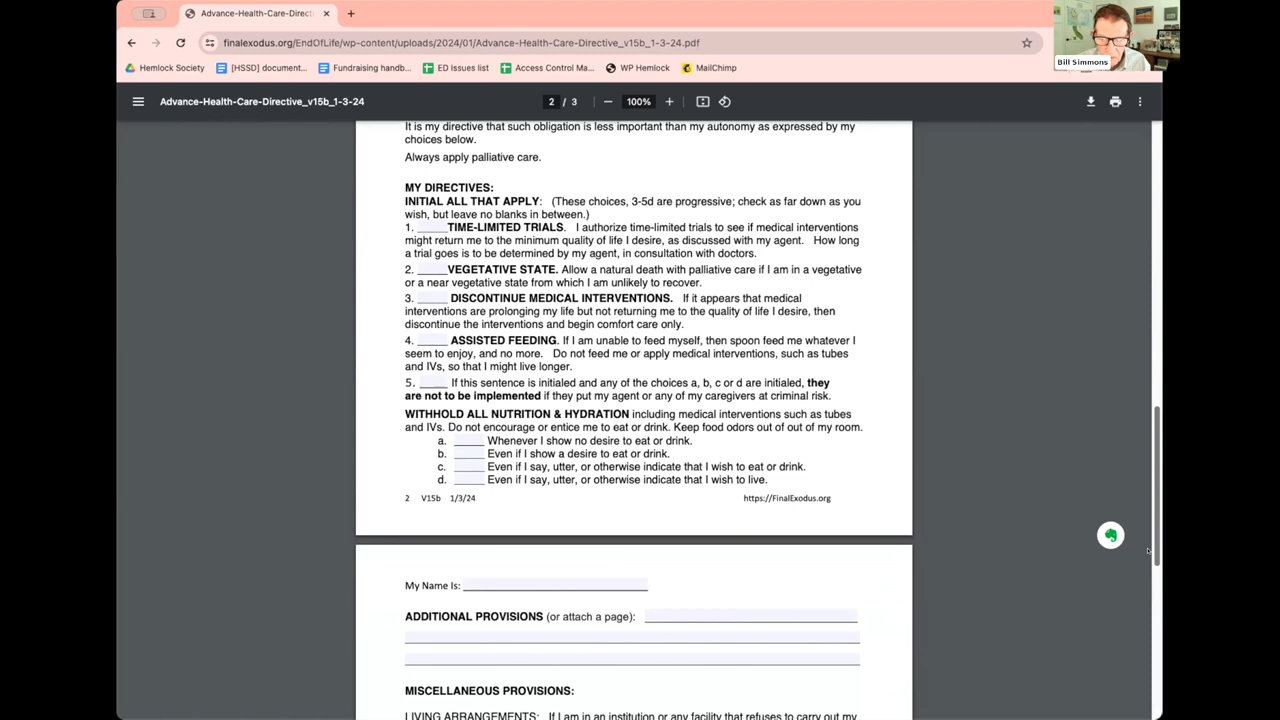 Advance-Health-Care-Directi
finalexodus.org/EndOfLife/wp-content/uploads/2024/01/Advance-Health-Care-Directive_v15b_1-3-24.pdf
Bill Simmons
Hemlock Society
[HSSD] document...
Fundraising handb...
ED Issues list
Access Control Ma...
WP Hemlock
MailChimp
Advance-Health-Care-Directive_v15b_1-3-24
2 / 3
100%
It is my directive that such obligation is less important than my autonomy as expressed by my
choices below.
Always apply palliative care.
MY DIRECTIVES:
INITIAL ALL THAT APPLY: (These choices, 3-5d are progressive; check as far down as you
wish, but leave no blanks in between.)
1. _____TIME-LIMITED TRIALS. I authorize time-limited trials to see if medical interventions
might return me to the minimum quality of life I desire, as discussed with my agent. How long
a trial goes is to be determined by my agent, in consultation with doctors.
2. _____VEGETATIVE STATE. Allow a natural death with palliative care if I am in a vegetative
or a near vegetative state from which I am unlikely to recover.
3. _____ DISCONTINUE MEDICAL INTERVENTIONS. If it appears that medical
interventions are prolonging my life but not returning me to the quality of life I desire, then
discontinue the interventions and begin comfort care only.
4. _____ ASSISTED FEEDING. If I am unable to feed myself, then spoon feed me whatever I
seem to enjoy, and no more. Do not feed me or apply medical interventions, such as tubes
and IVs, so that I might live longer.
5. _____ If this sentence is initialed and any of the choices a, b, c or d are initialed, they
are not to be implemented if they put my agent or any of my caregivers at criminal risk.
WITHHOLD ALL NUTRITION & HYDRATION including medical interventions such as tubes
and IVs. Do not encourage or entice me to eat or drink. Keep food odors out of out of my room.
a. _____ Whenever I show no desire to eat or drink.
b. _____ Even if I show a desire to eat or drink.
c. _____ Even if I say, utter, or otherwise indicate that I wish to eat or drink.
d. _____ Even if I say, utter, or otherwise indicate that I wish to live.
2 V15b 1/3/24 https://FinalExodus.org
My Name Is:
ADDITIONAL PROVISIONS (or attach a page):
MISCELLANEOUS PROVISIONS:
LIVING ARRANGEMENTS: If I am in an institution or any facility that refuses to carry out my